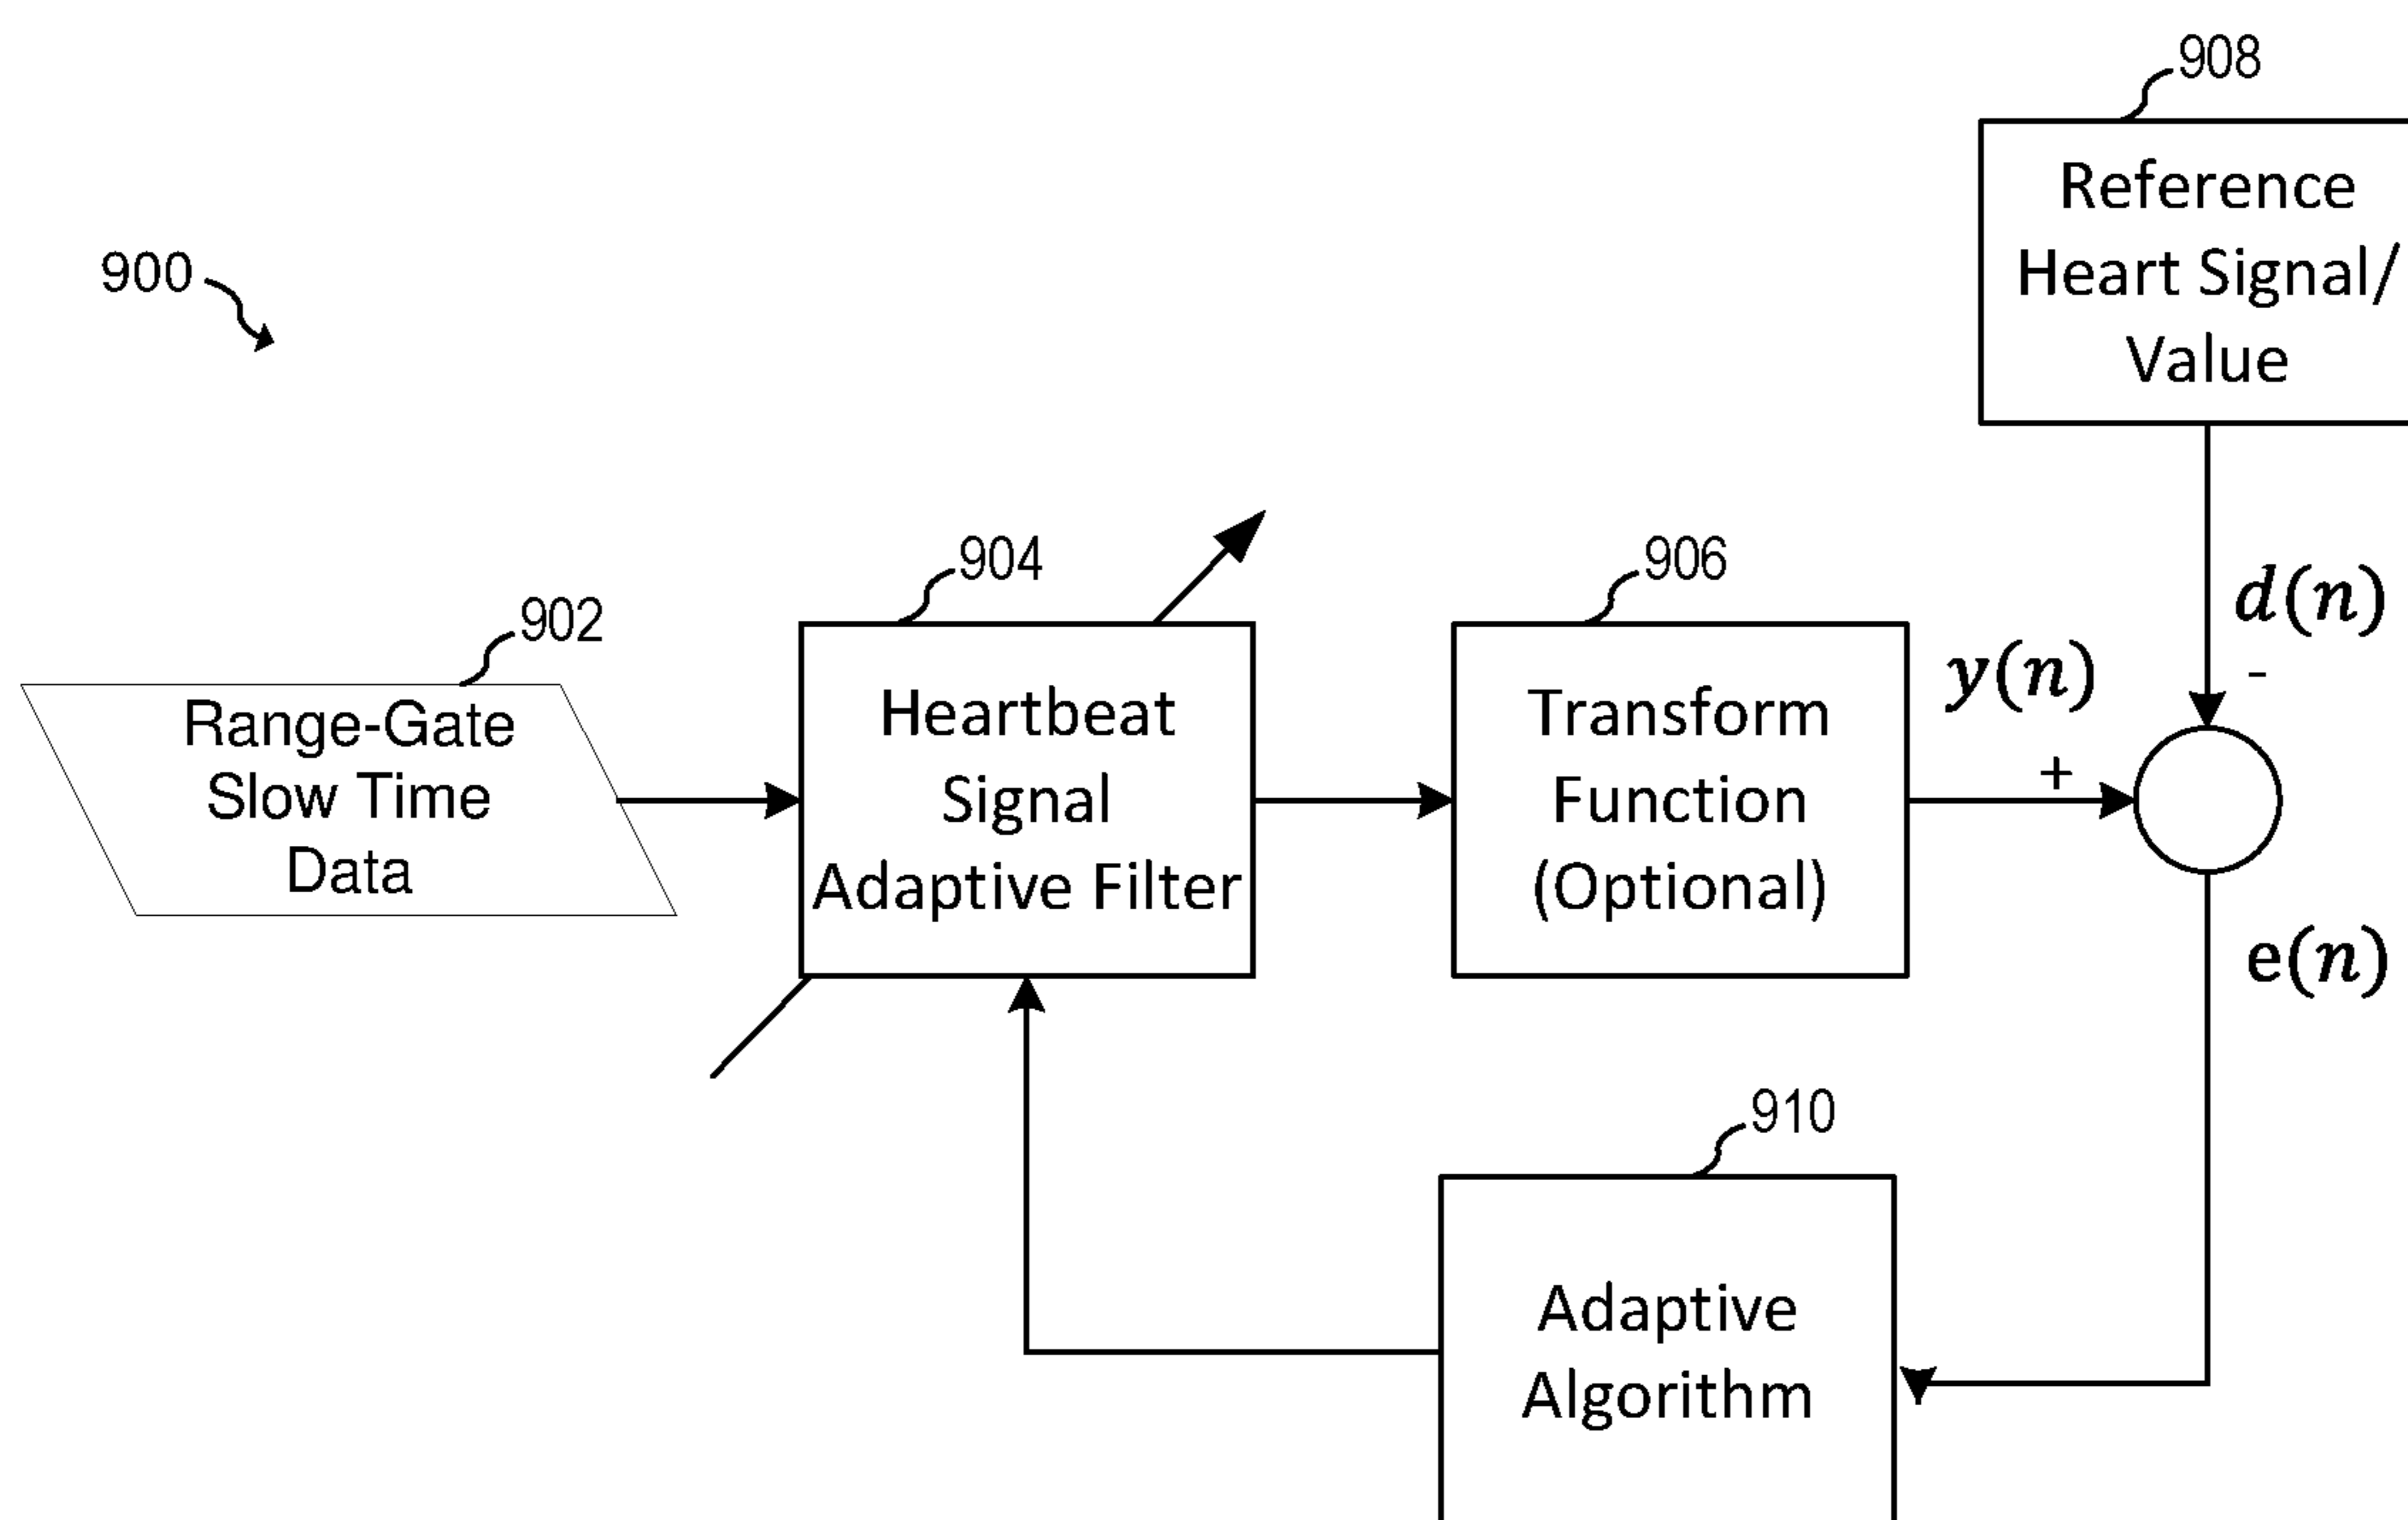 908
Reference
Heart Signal/
Value
900
904
906
902
d(n)
-
y(n)
+
Range-Gate
Slow Time
Data
Heartbeat
Signal
Adaptive Filter
Transform
Function
(Optional)
e(n)
910
Adaptive
Algorithm